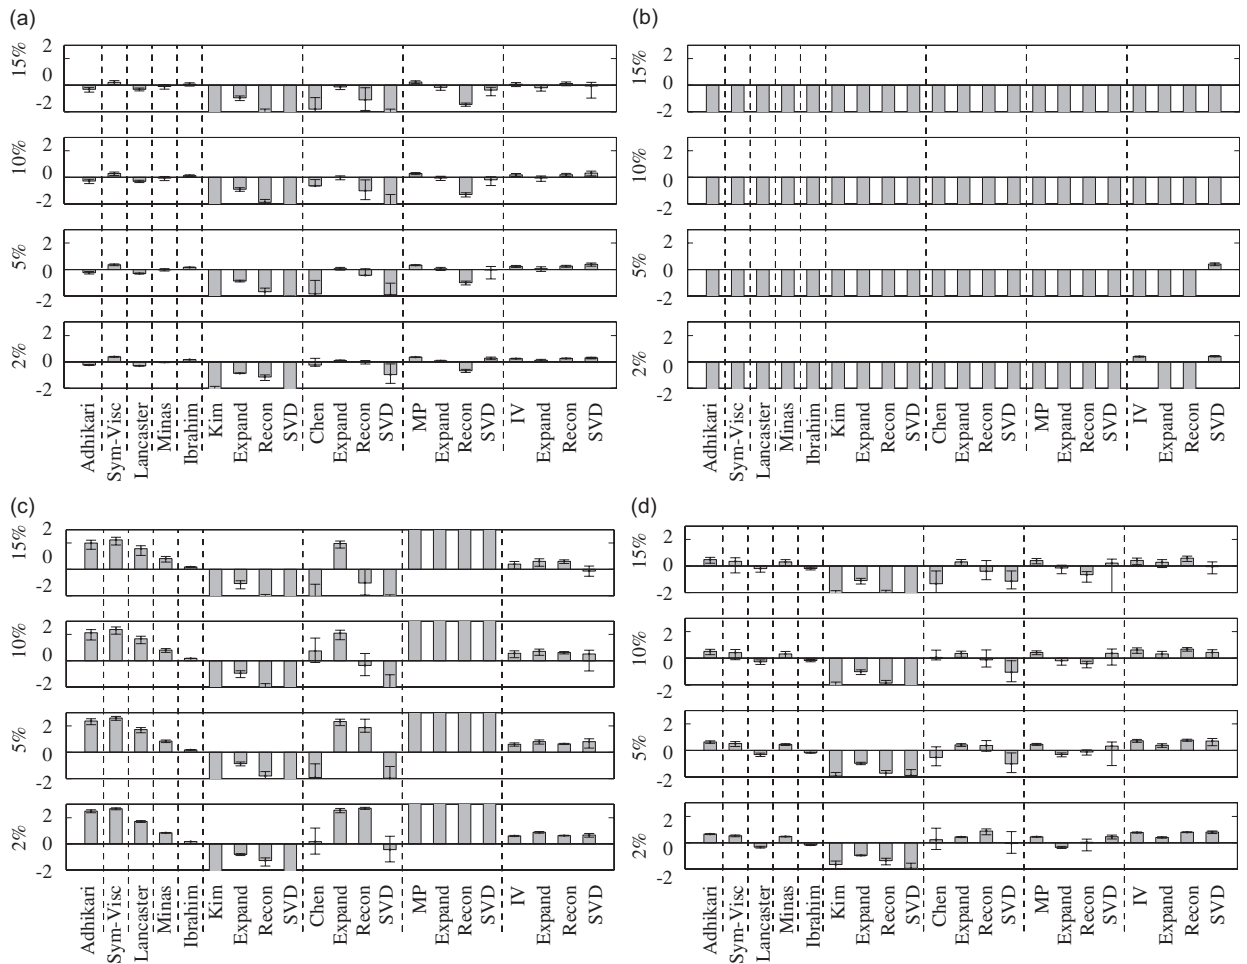 (a)
15%
2
0
-2
10%
2
0
-2
5%
2
0
-2
2%
2
0
-2
Adhikari
Sym-Visc
Lancaster
Minas
Ibrahim
Kim
Expand
Recon
SVD
Chen
Expand
Recon
SVD
MP
Expand
Recon
SVD
IV
Expand
Recon
SVD
(b)
15%
2
0
-2
10%
2
0
-2
5%
2
0
-2
2%
2
0
-2
Adhikari
Sym-Visc
Lancaster
Minas
Ibrahim
Kim
Expand
Recon
SVD
Chen
Expand
Recon
SVD
MP
Expand
Recon
SVD
IV
Expand
Recon
SVD
(c)
15%
2
0
-2
10%
2
0
-2
5%
2
0
-2
2%
2
0
-2
Adhikari
Sym-Visc
Lancaster
Minas
Ibrahim
Kim
Expand
Recon
SVD
Chen
Expand
Recon
SVD
MP
Expand
Recon
SVD
IV
Expand
Recon
SVD
(d)
15%
2
0
-2
10%
2
0
-2
5%
2
0
-2
2%
2
0
-2
Adhikari
Sym-Visc
Lancaster
Minas
Ibrahim
Kim
Expand
Recon
SVD
Chen
Expand
Recon
SVD
MP
Expand
Recon
SVD
IV
Expand
Recon
SVD